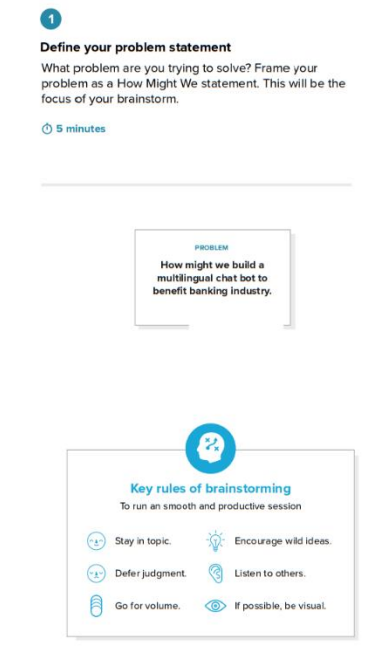 1
Define your problem statement
What problem are you trying to solve? Frame your
problem as a How Might We statement. This will be the
focus of your brainstorm.
5 minutes
PROBLEM
How might we build a
multilingual chat bot to
benefit banking industry.
Key rules of brainstorming
To run an smooth and productive session
Stay in topic.
Encourage wild ideas.
Defer judgment.
Listen to others.
Go for volume.
If possible, be visual.